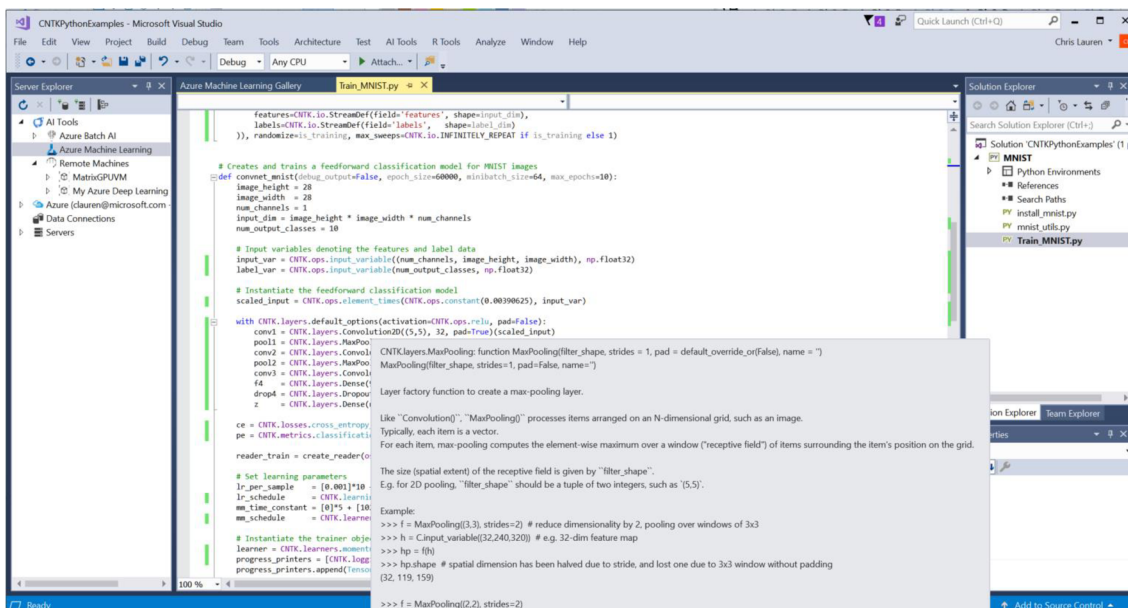 CNTKPythonExamples - Microsoft Visual Studio
4
Quick Launch (Ctrl+Q)
File Edit View Project Build Debug Team Tools Architecture Test AI Tools R Tools Analyze Window Help
Chris Lauren
Debug Any CPU Attach...
Server Explorer
AI Tools
Azure Batch AI
Azure Machine Learning
Remote Machines
MatrixGPUVM
My Azure Deep Learning
Azure (clauren@microsoft.com -
Data Connections
Servers
Azure Machine Learning Gallery Train_MNIST.py
features=CNTK.io.StreamDef(field='features', shape=input_dim),
labels=CNTK.io.StreamDef(field='labels', shape=label_dim)
)), randomize=is_training, max_sweeps=CNTK.io.INFINITELY_REPEAT if is_training else 1)
# Creates and trains a feedforward classification model for MNIST images
def convnet_mnist(debug_output=False, epoch_size=60000, minibatch_size=64, max_epochs=10):
image_height = 28
image_width = 28
num_channels = 1
input_dim = image_height * image_width * num_channels
num_output_classes = 10
# Input variables denoting the features and label data
input_var = CNTK.ops.input_variable((num_channels, image_height, image_width), np.float32)
label_var = CNTK.ops.input_variable(num_output_classes, np.float32)
# Instantiate the feedforward classification model
scaled_input = CNTK.ops.element_times(CNTK.ops.constant(0.00390625), input_var)
with CNTK.layers.default_options(activation=CNTK.ops.relu, pad=False):
conv1 = CNTK.layers.Convolution2D((5,5), 32, pad=True)(scaled_input)
pool1 = CNTK.layers.MaxPoo
conv2 = CNTK.layers.Convol
pool2 = CNTK.layers.MaxPoo
conv3 = CNTK.layers.Convol
f4 = CNTK.layers.Dense(
drop4 = CNTK.layers.Dropou
z = CNTK.layers.Dense(
ce = CNTK.losses.cross_entropy_
pe = CNTK.metrics.classificati
reader_train = create_reader(o
# Set learning parameters
lr_per_sample = [0.001]*10
lr_schedule = CNTK.learni
mm_time_constant = [0]*5 + [10
mm_schedule = CNTK.learne
# Instantiate the trainer objec
learner = CNTK.learners.moment
progress_printers = [CNTK.logg
progress_printers.append(Tenso
100 %
CNTK.layers.MaxPooling: function MaxPooling(filter_shape, strides = 1, pad = default_override_or(False), name = '')
MaxPooling(filter_shape, strides=1, pad=False, name='')
Layer factory function to create a max-pooling layer.
Like ``Convolution()``, ``MaxPooling()`` processes items arranged on an N-dimensional grid, such as an image.
Typically, each item is a vector.
For each item, max-pooling computes the element-wise maximum over a window ("receptive field") of items surrounding the item's position on the grid.
The size (spatial extent) of the receptive field is given by ``filter_shape``.
E.g. for 2D pooling, ``filter_shape`` should be a tuple of two integers, such as `(5,5)`.
Example:
>>> f = MaxPooling((3,3), strides=2) # reduce dimensionality by 2, pooling over windows of 3x3
>>> h = C.input_variable((32,240,320)) # e.g. 32-dim feature map
>>> hp = f(h)
>>> hp.shape # spatial dimension has been halved due to stride, and lost one due to 3x3 window without padding
(32, 119, 159)
>>> f = MaxPooling((2,2), strides=2)
Solution Explorer
Search Solution Explorer (Ctrl+;)
Solution 'CNTKPythonExamples' (1
MNIST
Python Environments
References
Search Paths
install_mnist.py
mnist_utils.py
Train_MNIST.py
ion Explorer Team Explorer
erties
Ready
Add to Source Control